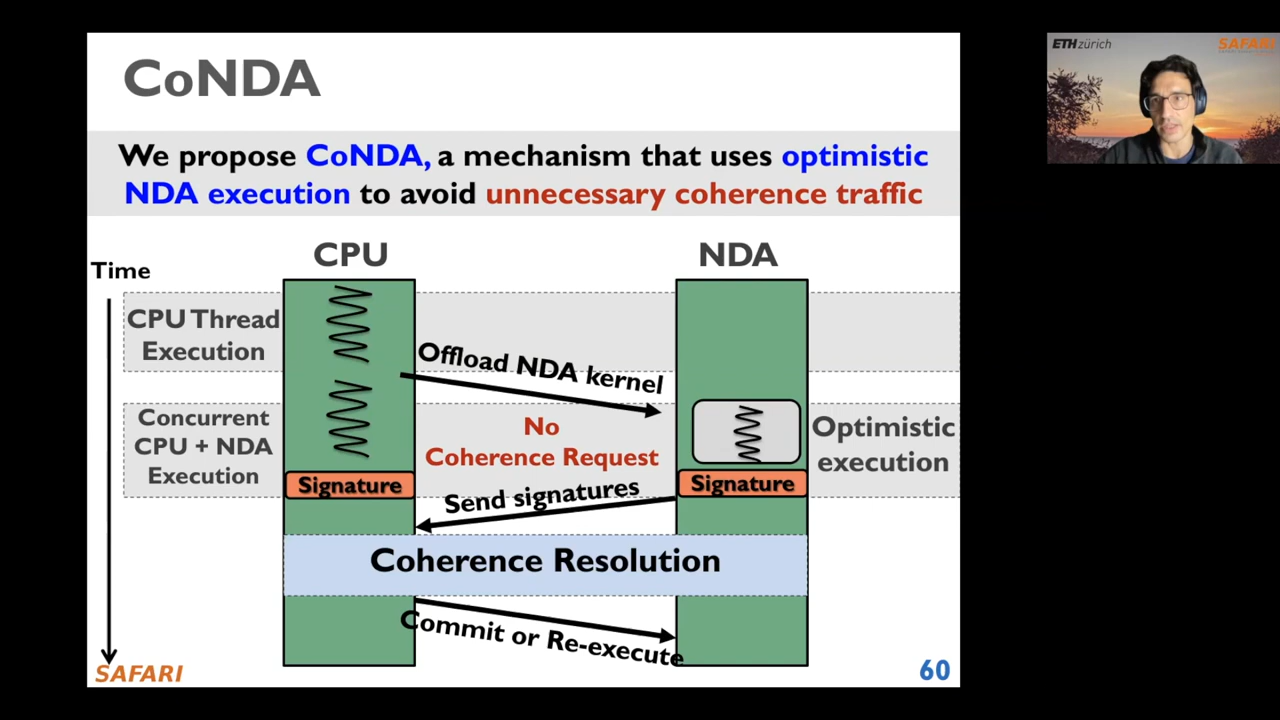 CoNDA
We propose CoNDA, a mechanism that uses optimistic
NDA execution to avoid unnecessary coherence traffic
CPU
NDA
Time
CPU Thread
Execution
Offload NDA kernel
Concurrent
CPU + NDA
Execution
No
Coherence Request
Optimistic
execution
Signature
Signature
Send signatures
Coherence Resolution
Commit or Re-execute
SAFARI
60
ETH zürich
SAFARI